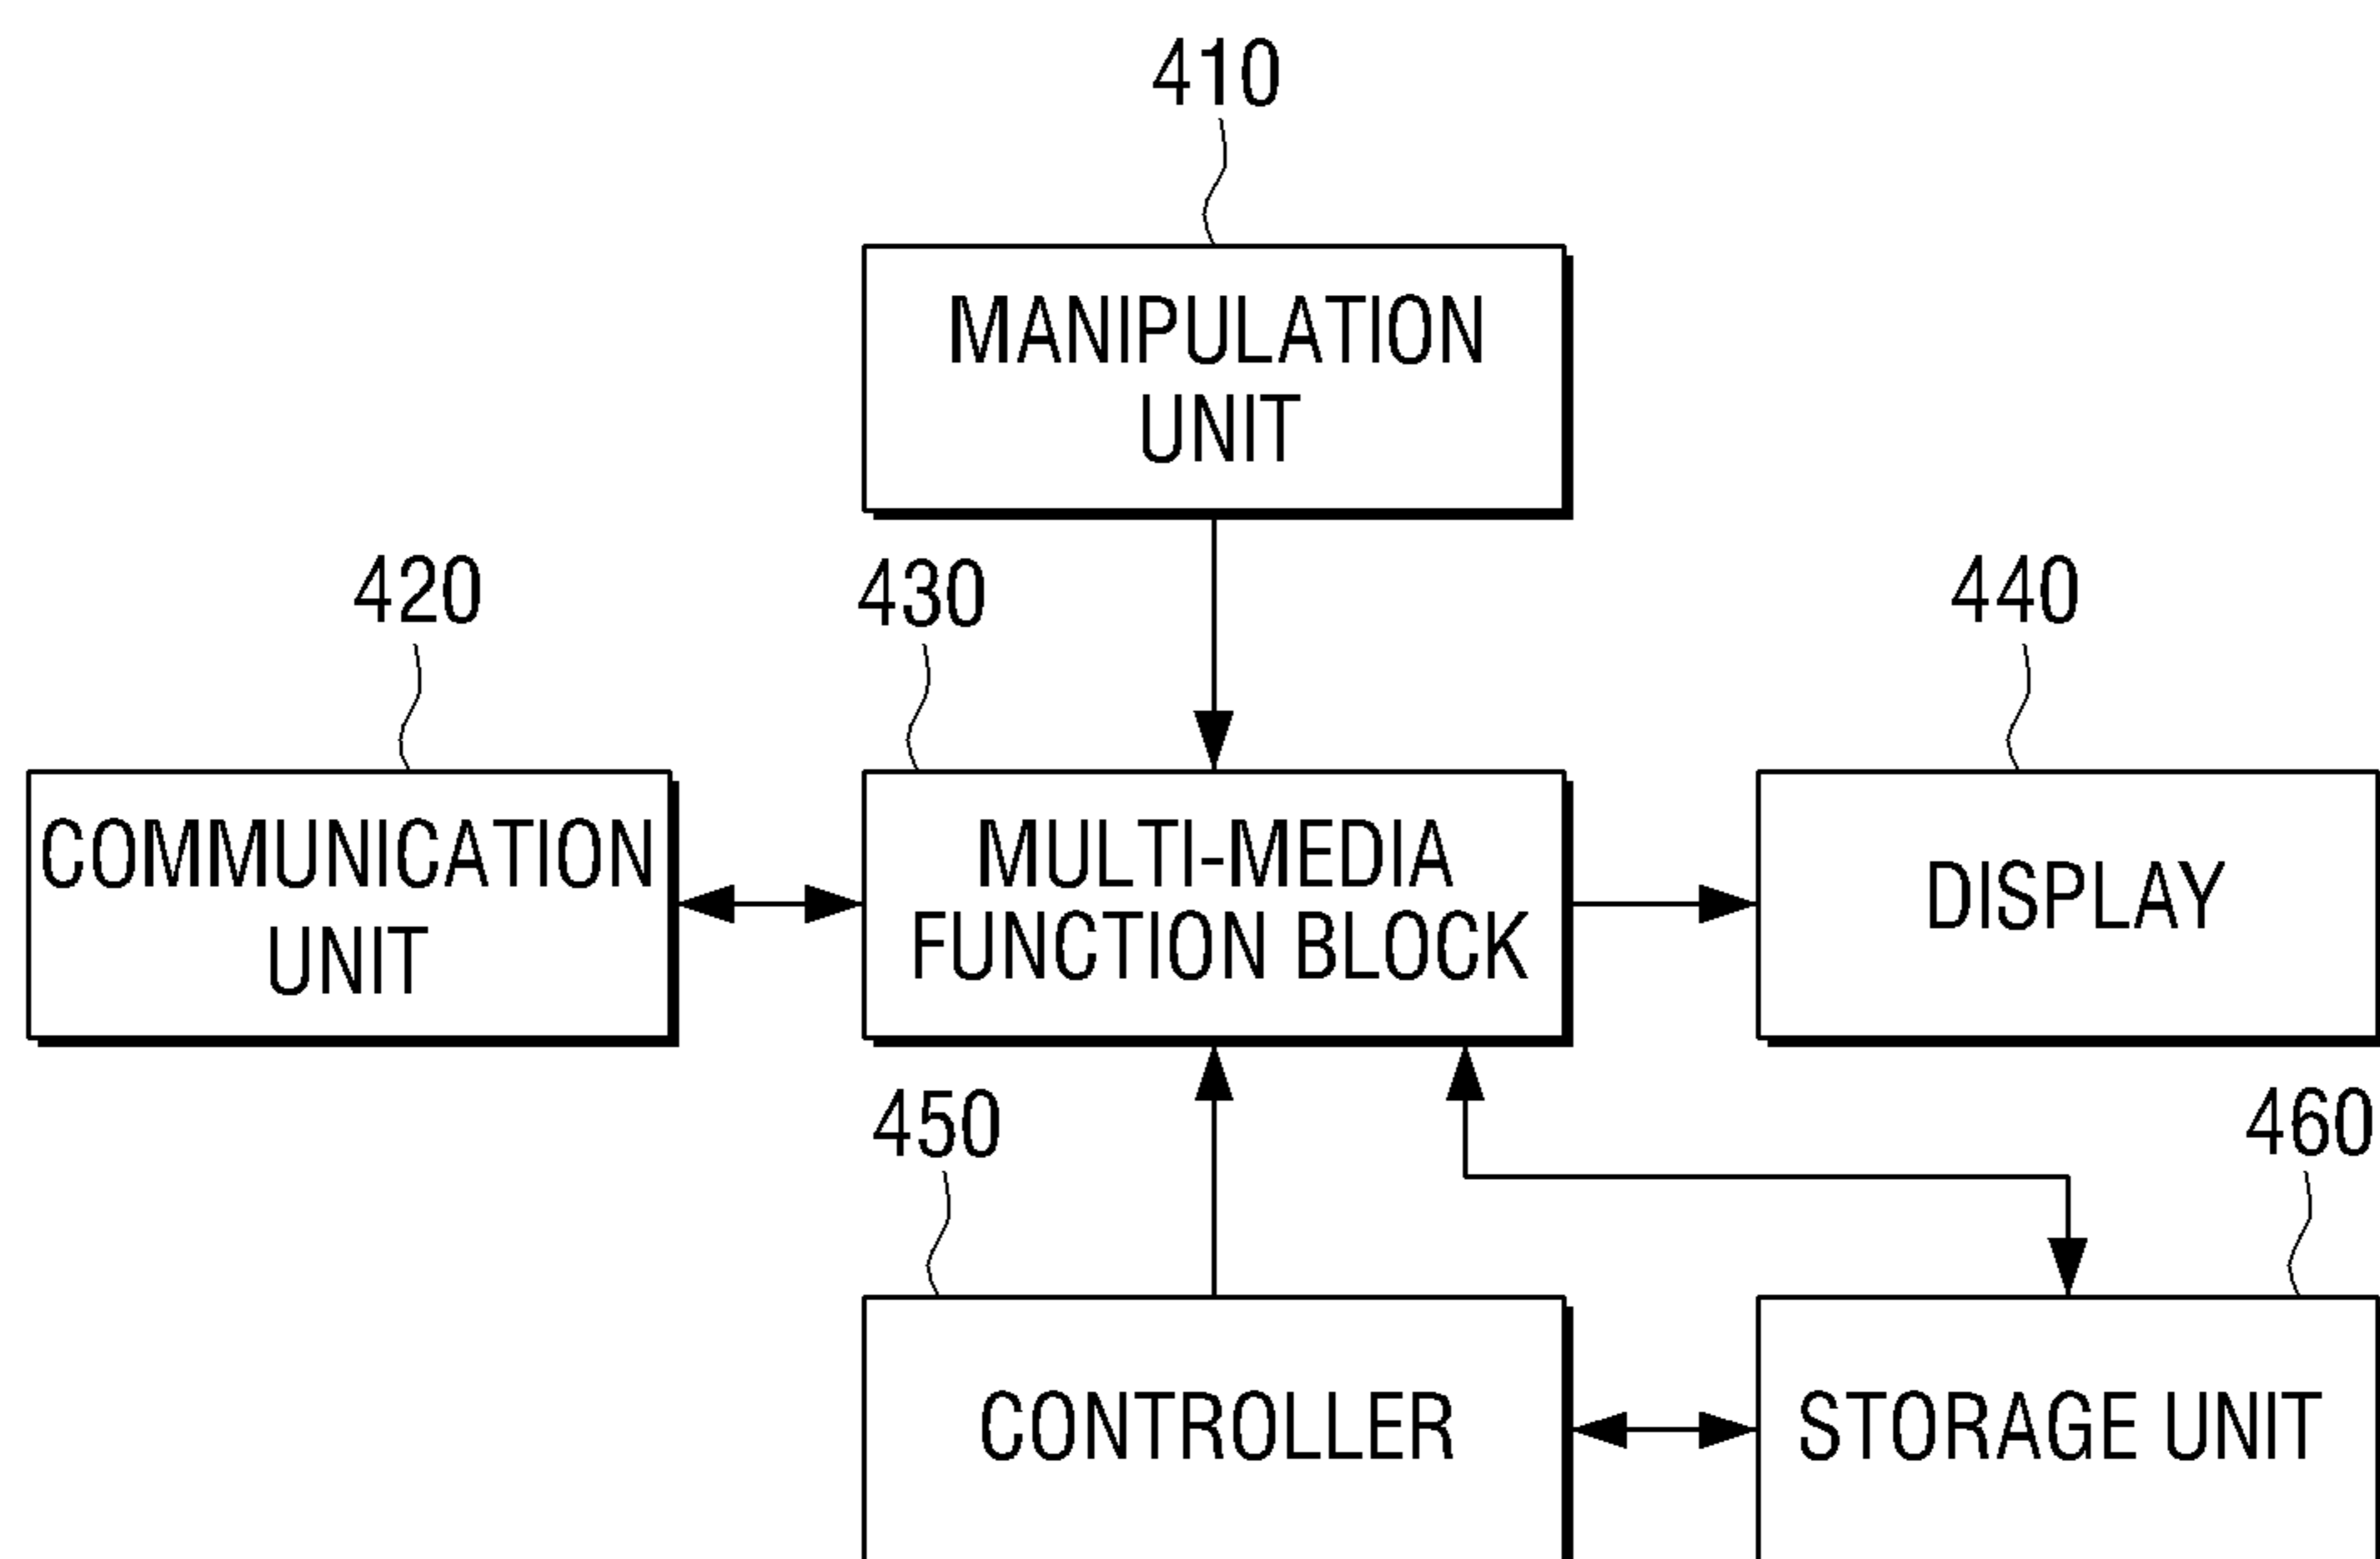 410
MANIPULATION
UNIT
420
430
440
COMMUNICATION
UNIT
MULTI-MEDIA
FUNCTION BLOCK
DISPLAY
450
460
CONTROLLER
STORAGE UNIT